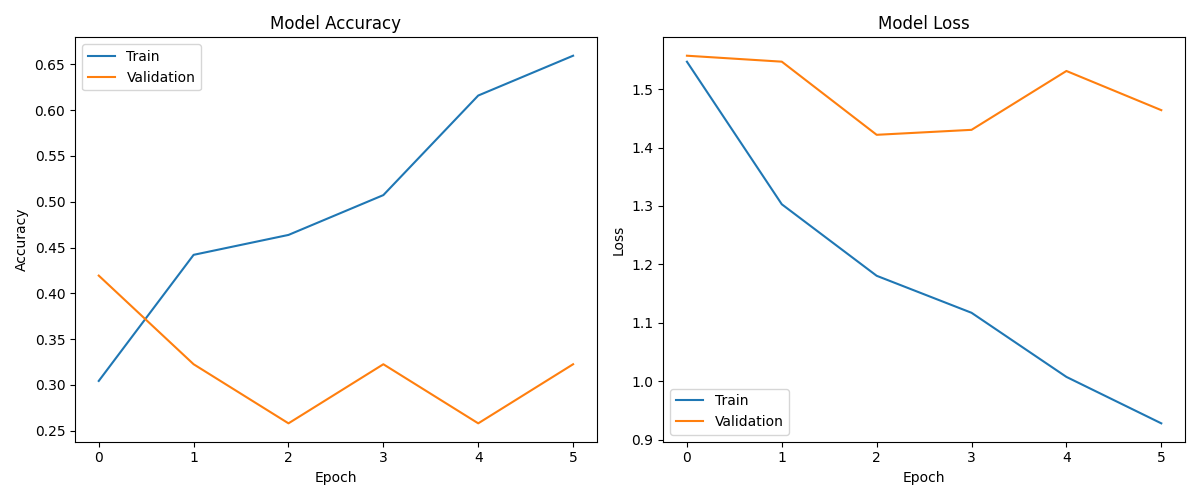 Model Accuracy
Train
Validation
0.65
0.60
0.55
0.50
0.45
0.40
0.35
0.30
0.25
Accuracy
0 1 2 3 4 5
Epoch
Model Loss
1.5
1.4
1.3
1.2
1.1
1.0
0.9
Loss
Train
Validation
0 1 2 3 4 5
Epoch